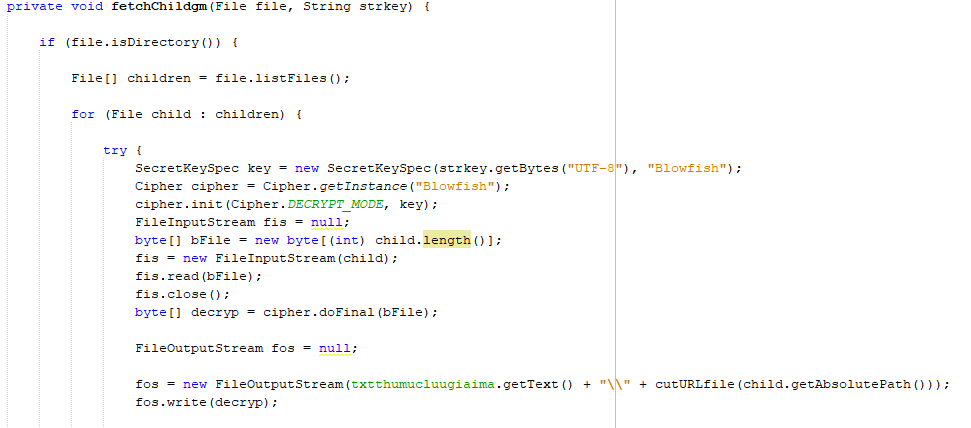 private void fetchChildgm(File file, String strkey) {
if (file.isDirectory()) {
File[] children = file.listFiles();
for (File child : children) {
try {
SecretKeySpec key = new SecretKeySpec(strkey.getBytes("UTF-8"), "Blowfish");
Cipher cipher = Cipher.getInstance("Blowfish");
cipher.init(Cipher.DECRYPT_MODE, key);
FileInputStream fis = null;
byte[] bFile = new byte[(int) child.length()];
fis = new FileInputStream(child);
fis.read(bFile);
fis.close();
byte[] decryp = cipher.doFinal(bFile);
FileOutputStream fos = null;
fos = new FileOutputStream(txtthumucluugiaima.getText() + "\\" + cutURLfile(child.getAbsolutePath()));
fos.write(decryp);